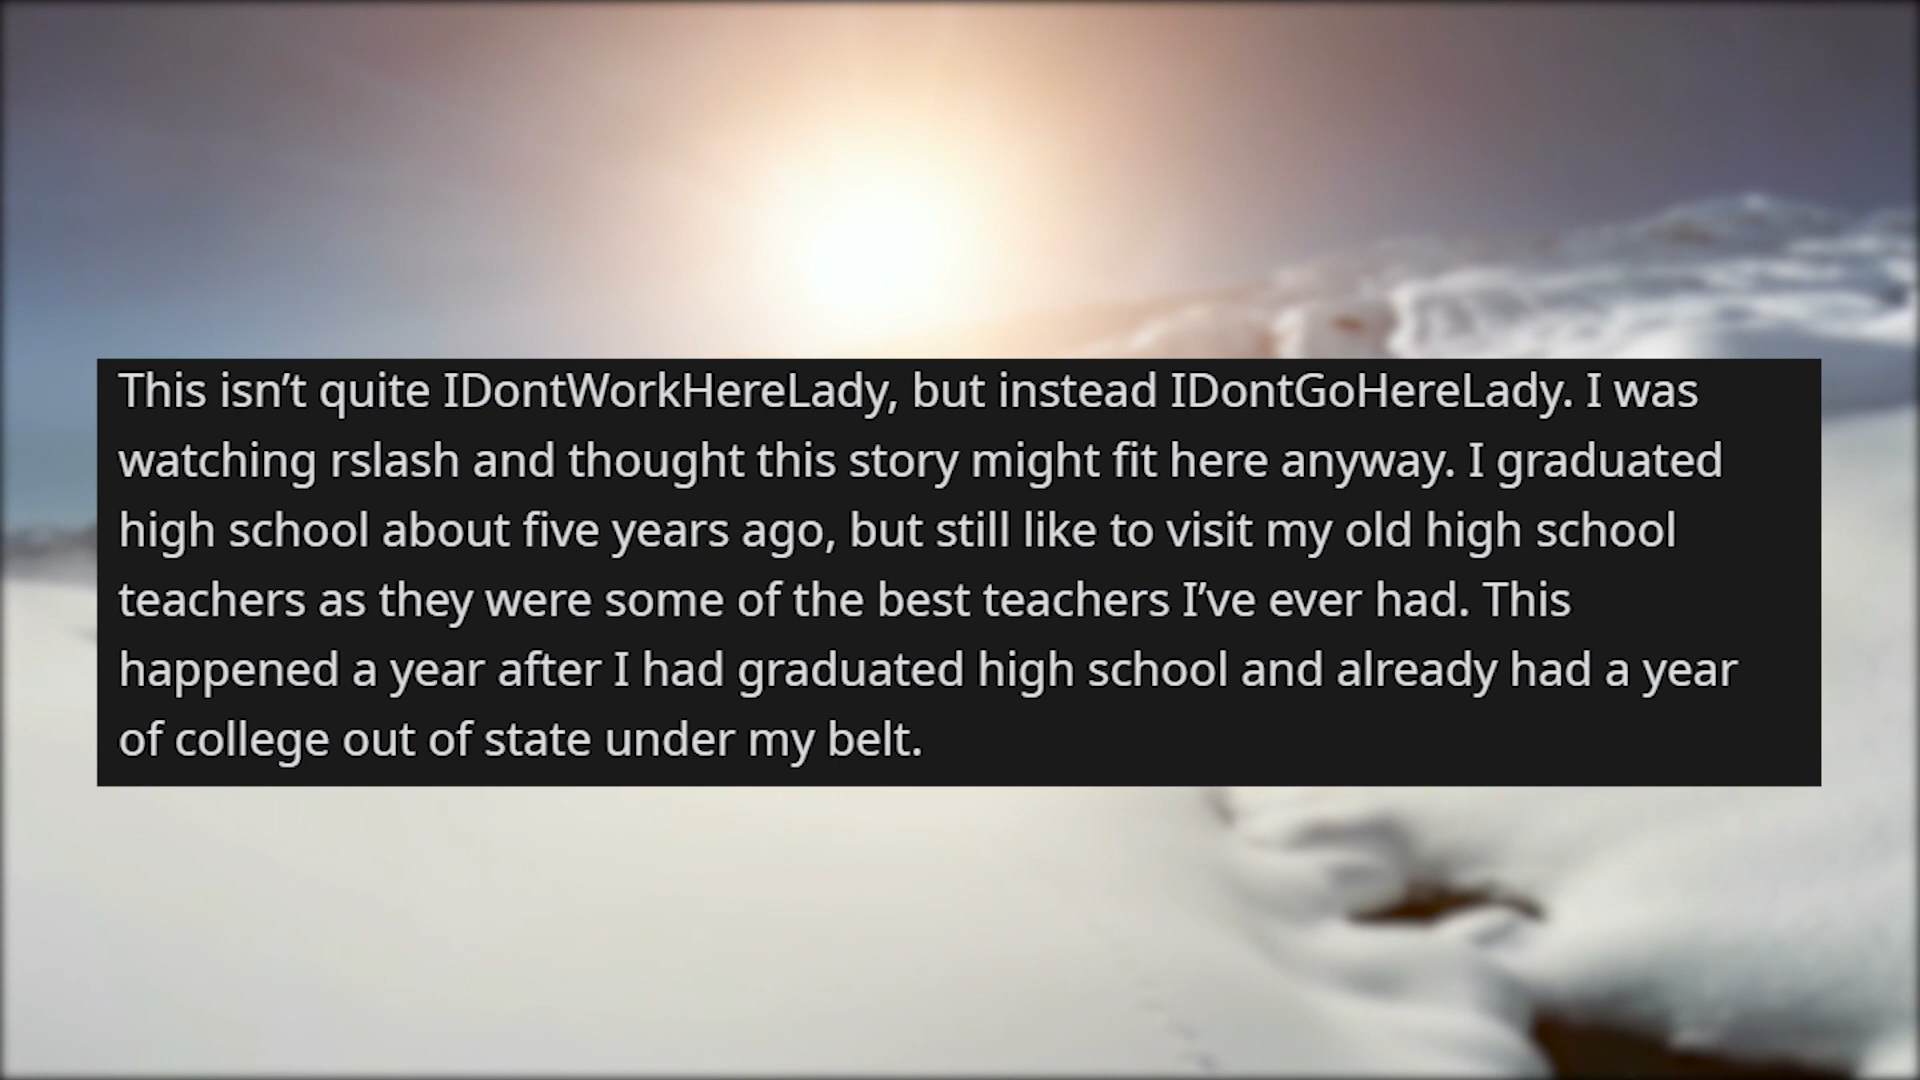 This isn’t quite IDontWorkHereLady, but instead IDontGoHereLady. I was
watching rslash and thought this story might fit here anyway. I graduated
high school about five years ago, but still like to visit my old high school
teachers as they were some of the best teachers I’ve ever had. This
happened a year after I had graduated high school and already had a year
of college out of state under my belt.